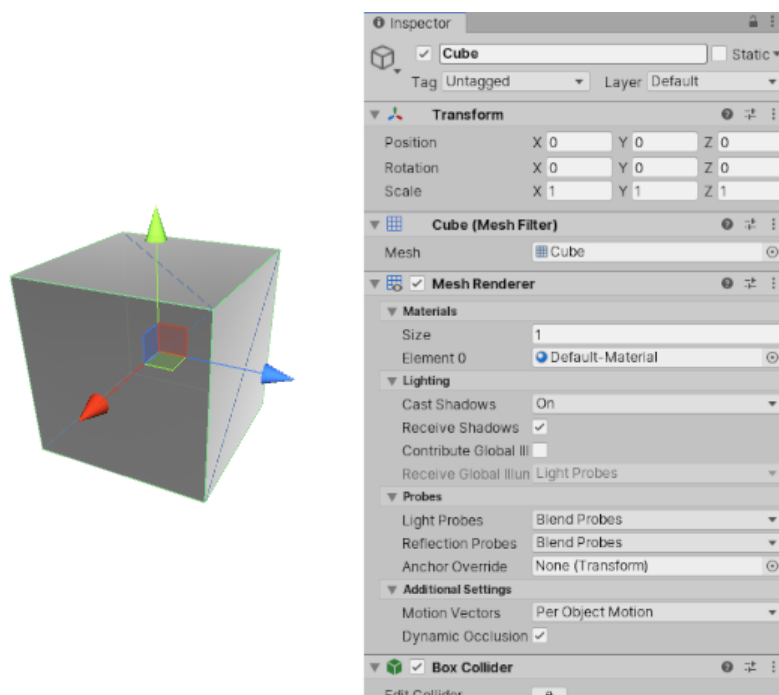 Inspector
Cube
Static
Tag Untagged Layer Default
Transform
Position X 0 Y 0 Z 0
Rotation X 0 Y 0 Z 0
Scale X 1 Y 1 Z 1
Cube (Mesh Filter)
Mesh Cube
Mesh Renderer
Materials
Size 1
Element 0 Default-Material
Lighting
Cast Shadows On
Receive Shadows
Contribute Global Ill
Receive Global Illun Light Probes
Probes
Light Probes Blend Probes
Reflection Probes Blend Probes
Anchor Override None (Transform)
Additional Settings
Motion Vectors Per Object Motion
Dynamic Occlusion
Box Collider
Edit Collider